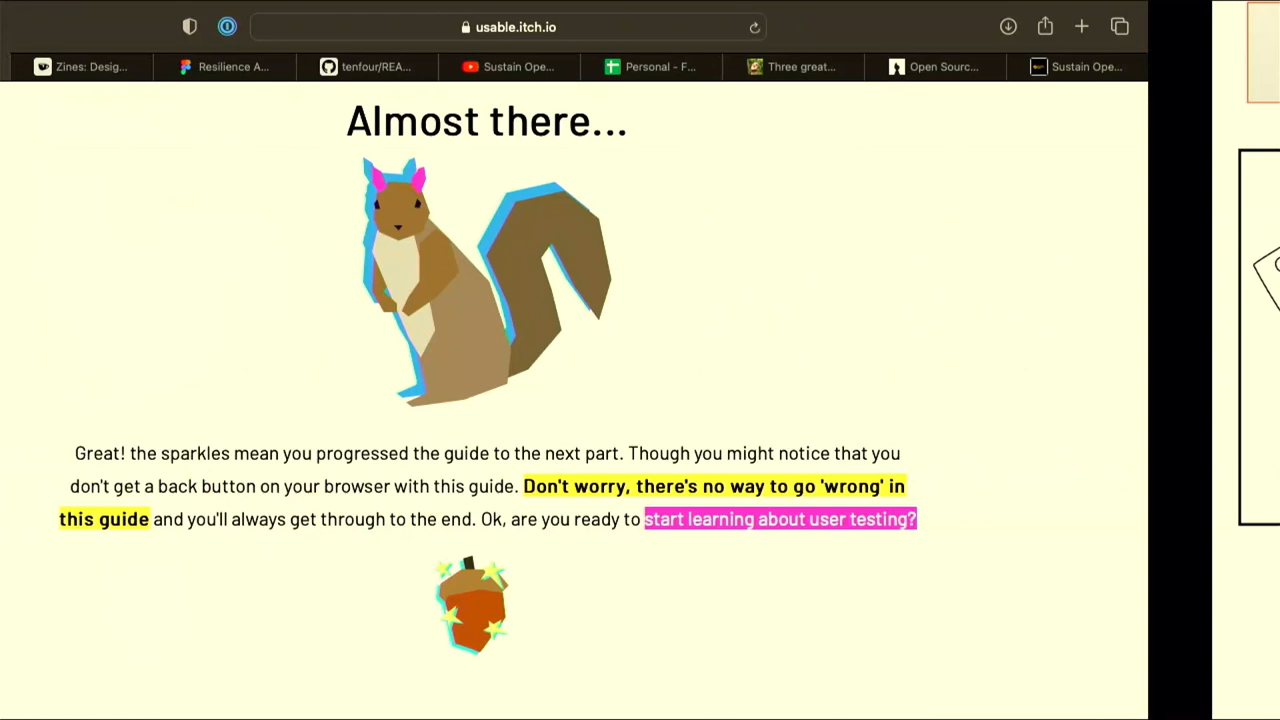 usable.itch.io
Zines: Desig...
Resilience A...
tenfour/REA...
Sustain Ope...
Personal - F...
Three great...
Open Sourc...
Sustain Ope...
Almost there...
Great! the sparkles mean you progressed the guide to the next part. Though you might notice that you
don't get a back button on your browser with this guide. Don't worry, there's no way to go 'wrong' in
this guide and you'll always get through to the end. Ok, are you ready to start learning about user testing?